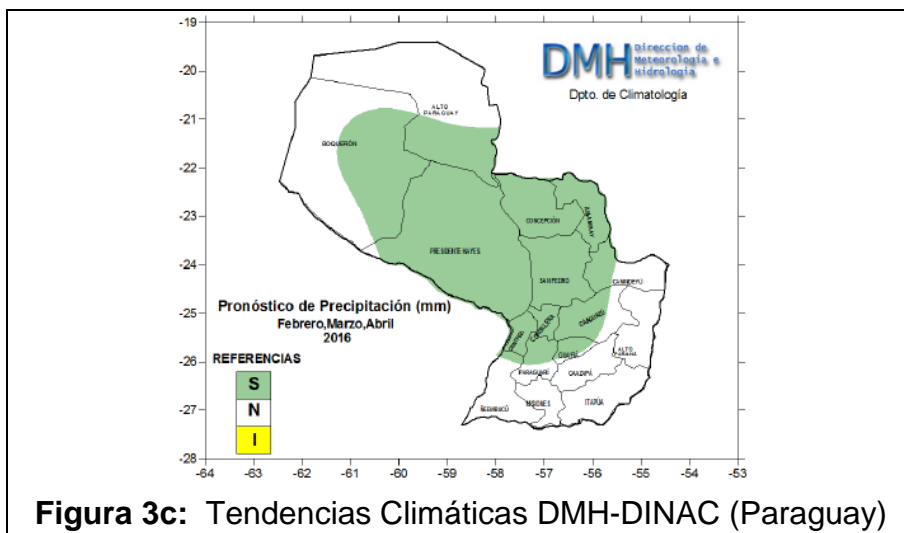 -19
-20
-21
-22
-23
-24
-25
-26
-27
-28
-64
-63
-62
-61
-60
-59
-58
-57
-56
-55
-54
-53
DMH Direccion de
Meteorología e
Hidrología
Dpto. de Climatología
ALTO
PARAGUAY
BOQUERÓN
CONCEPCIÓN
AMAMBAY
PRESIDENTE HAYES
SAN PEDRO
CANINDEYÚ
CORDILLERA
CAAGUAZÚ
GUAIRÁ
ALTO
PARANÁ
PARAGUARÍ
CAAZAPÁ
ÑEEMBUCÚ
MISIONES
ITAPÚA
Pronóstico de Precipitación (mm)
Febrero,Marzo,Abril
2016
REFERENCIAS
S
N
I
Figura 3c: Tendencias Climáticas DMH-DINAC (Paraguay)